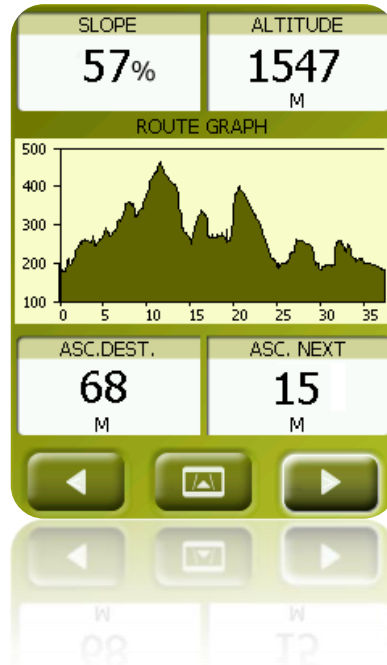 SLOPE ALTITUDE
57% 1547
M
ROUTE GRAPH
500
400
300
200
100
0 5 10 15 20 25 30 35
ASC.DEST. ASC. NEXT
68 15
M M